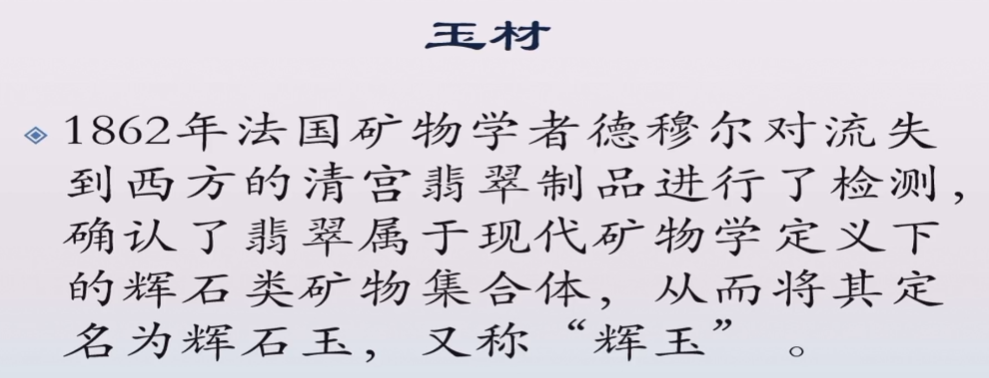 玉材
1862年法国矿物学者德穆尔对流失
到西方的清宫翡翠制品进行了检测，
确认了翡翠属于现代矿物学定义下
的辉石类矿物集合体，从而将其定
名为辉石玉，又称“辉玉”。